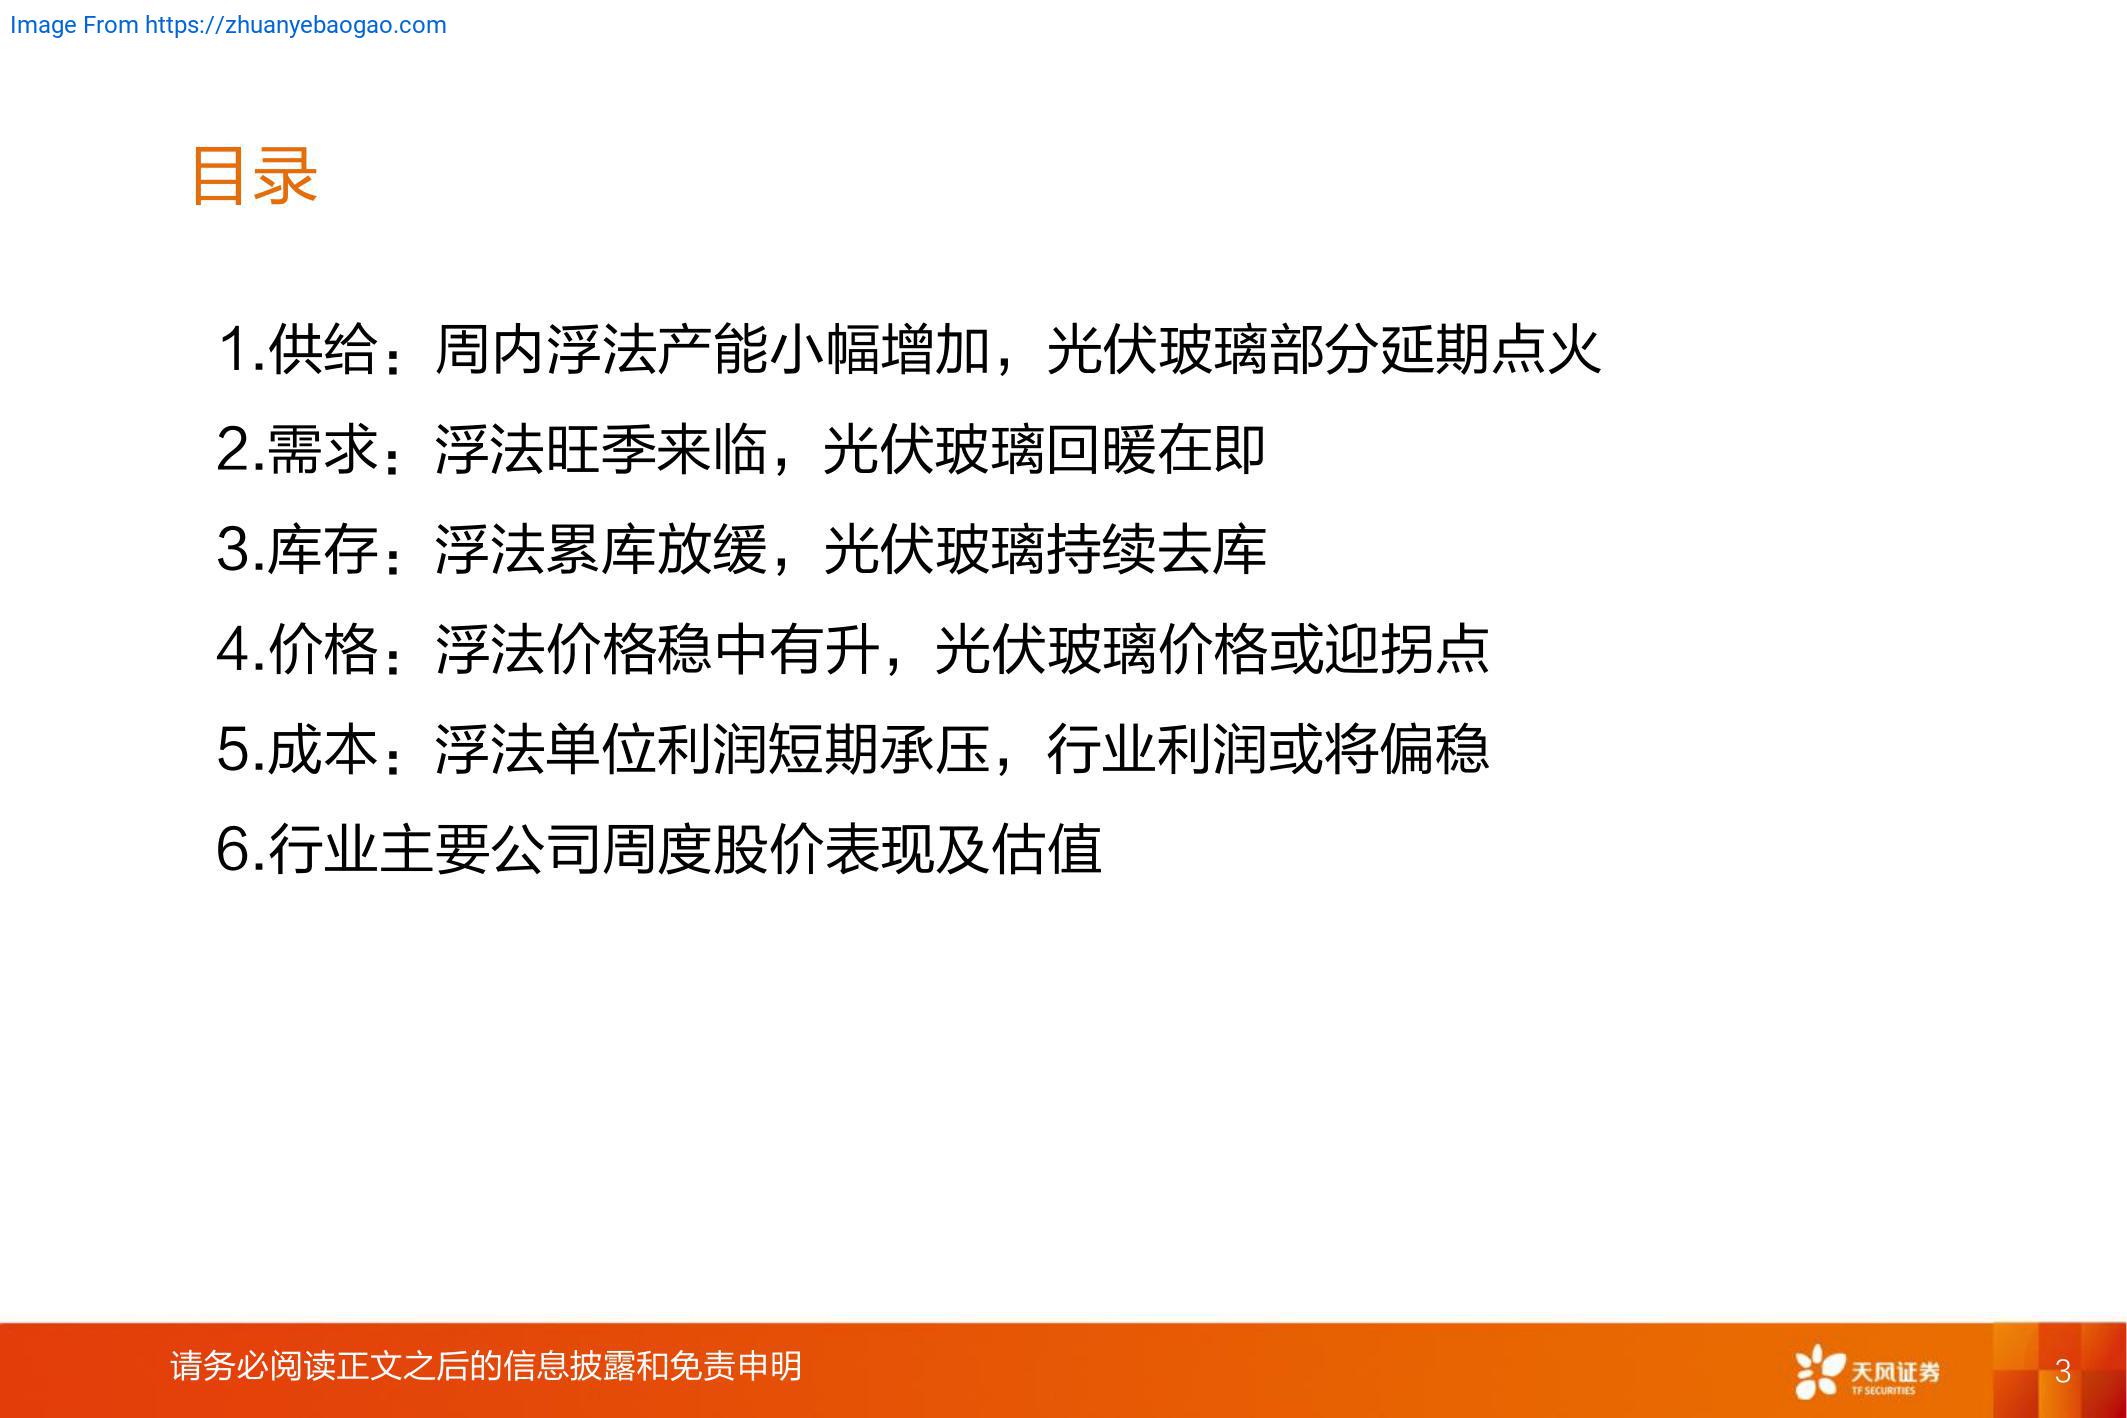 Image From https://zhuanyebaogao.com
目录
1.供给：周内浮法产能小幅增加，光伏玻璃部分延期点火
2.需求：浮法旺季来临，光伏玻璃回暖在即
3.库存：浮法累库放缓，光伏玻璃持续去库
4.价格：浮法价格稳中有升，光伏玻璃价格或迎拐点
5.成本：浮法单位利润短期承压，行业利润或将偏稳
6.行业主要公司周度股价表现及估值
请务必阅读正文之后的信息披露和免责申明
天风证券
TF SECURITIES
3